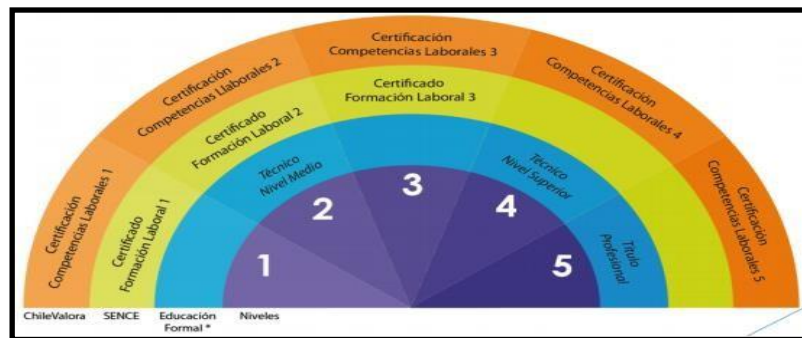 Certificación
Competencias Laborales 1
Certificación
Competencias Llaborales 2
Certificación
Competencias Laborales 3
Certificación
Competencias Laborales 4
Certificación
Competencias Laborales 5
Certificado
Formación Laboral 1
Certificado
Formación Laboral 2
Certificado
Formación Laboral 3
Técnico
Nivel Medio
Técnico
Nivel Superior
Título
Profesional
1
2
3
4
5
ChileValora
SENCE
Educación
Formal *
Niveles